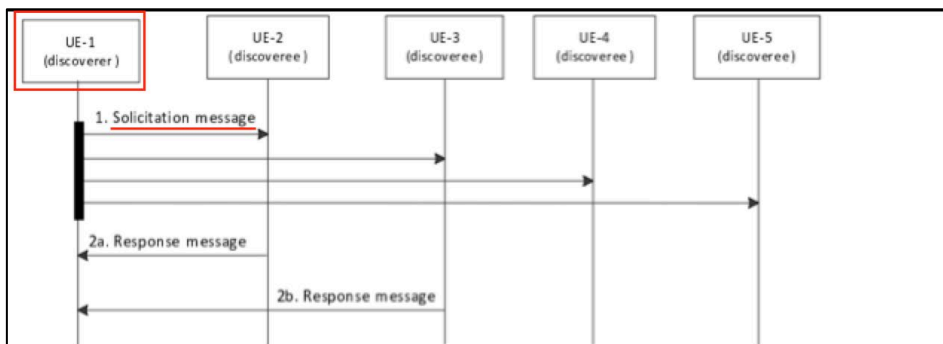 UE-1
(discoverer)
UE-2
(discoveree)
UE-3
(discoveree)
UE-4
(discoveree)
UE-5
(discoveree)
1. Solicitation message
2a. Response message
2b. Response message